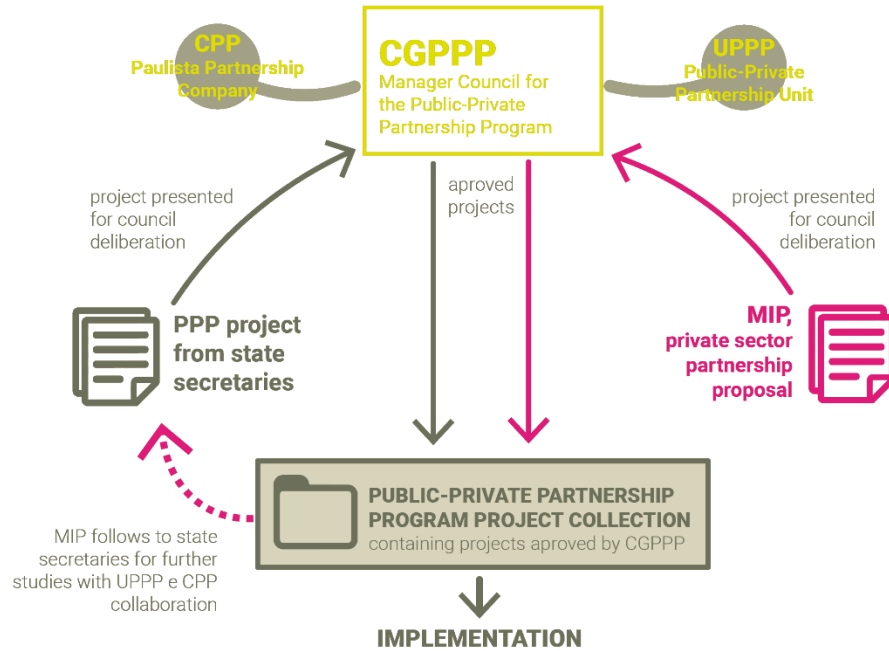 CPP
Paulista Partnership
Company
CGPPP
Manager Council for
the Public-Private
Partnership Program
UPPP
Public-Private
Partnership Unit
project presented
for council
deliberation
aproved
projects
project presented
for council
deliberation
PPP project
from state
secretaries
MIP,
private sector
partnership
proposal
PUBLIC-PRIVATE PARTNERSHIP
PROGRAM PROJECT COLLECTION
containing projects aproved by CGPPP
MIP follows to state
secretaries for further
studies with UPPP e CPP
collaboration
IMPLEMENTATION